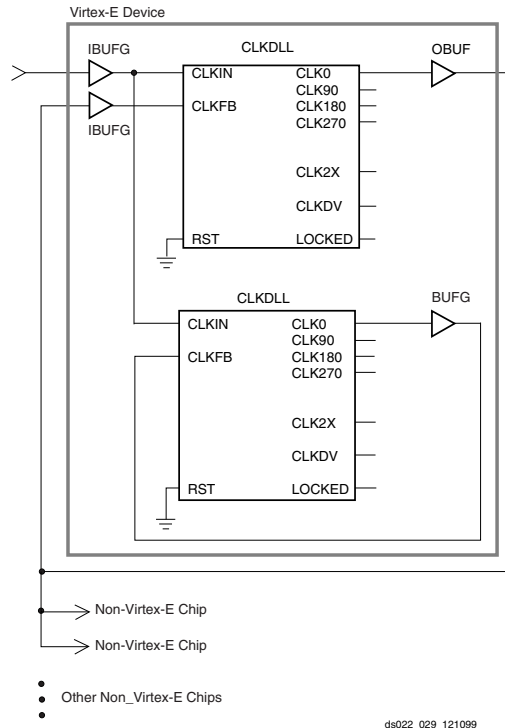 Virtex-E Device
IBUFG
CLKDLL
OBUF
CLKIN CLK0
CLK90
CLKFB CLK180
IBUFG
CLK270
CLK2X
CLKDV
RST LOCKED
CLKDLL
BUFG
CLKIN CLK0
CLK90
CLKFB CLK180
CLK270
CLK2X
CLKDV
RST LOCKED
Non-Virtex-E Chip
Non-Virtex-E Chip
Other Non_Virtex-E Chips
ds022_029_121099